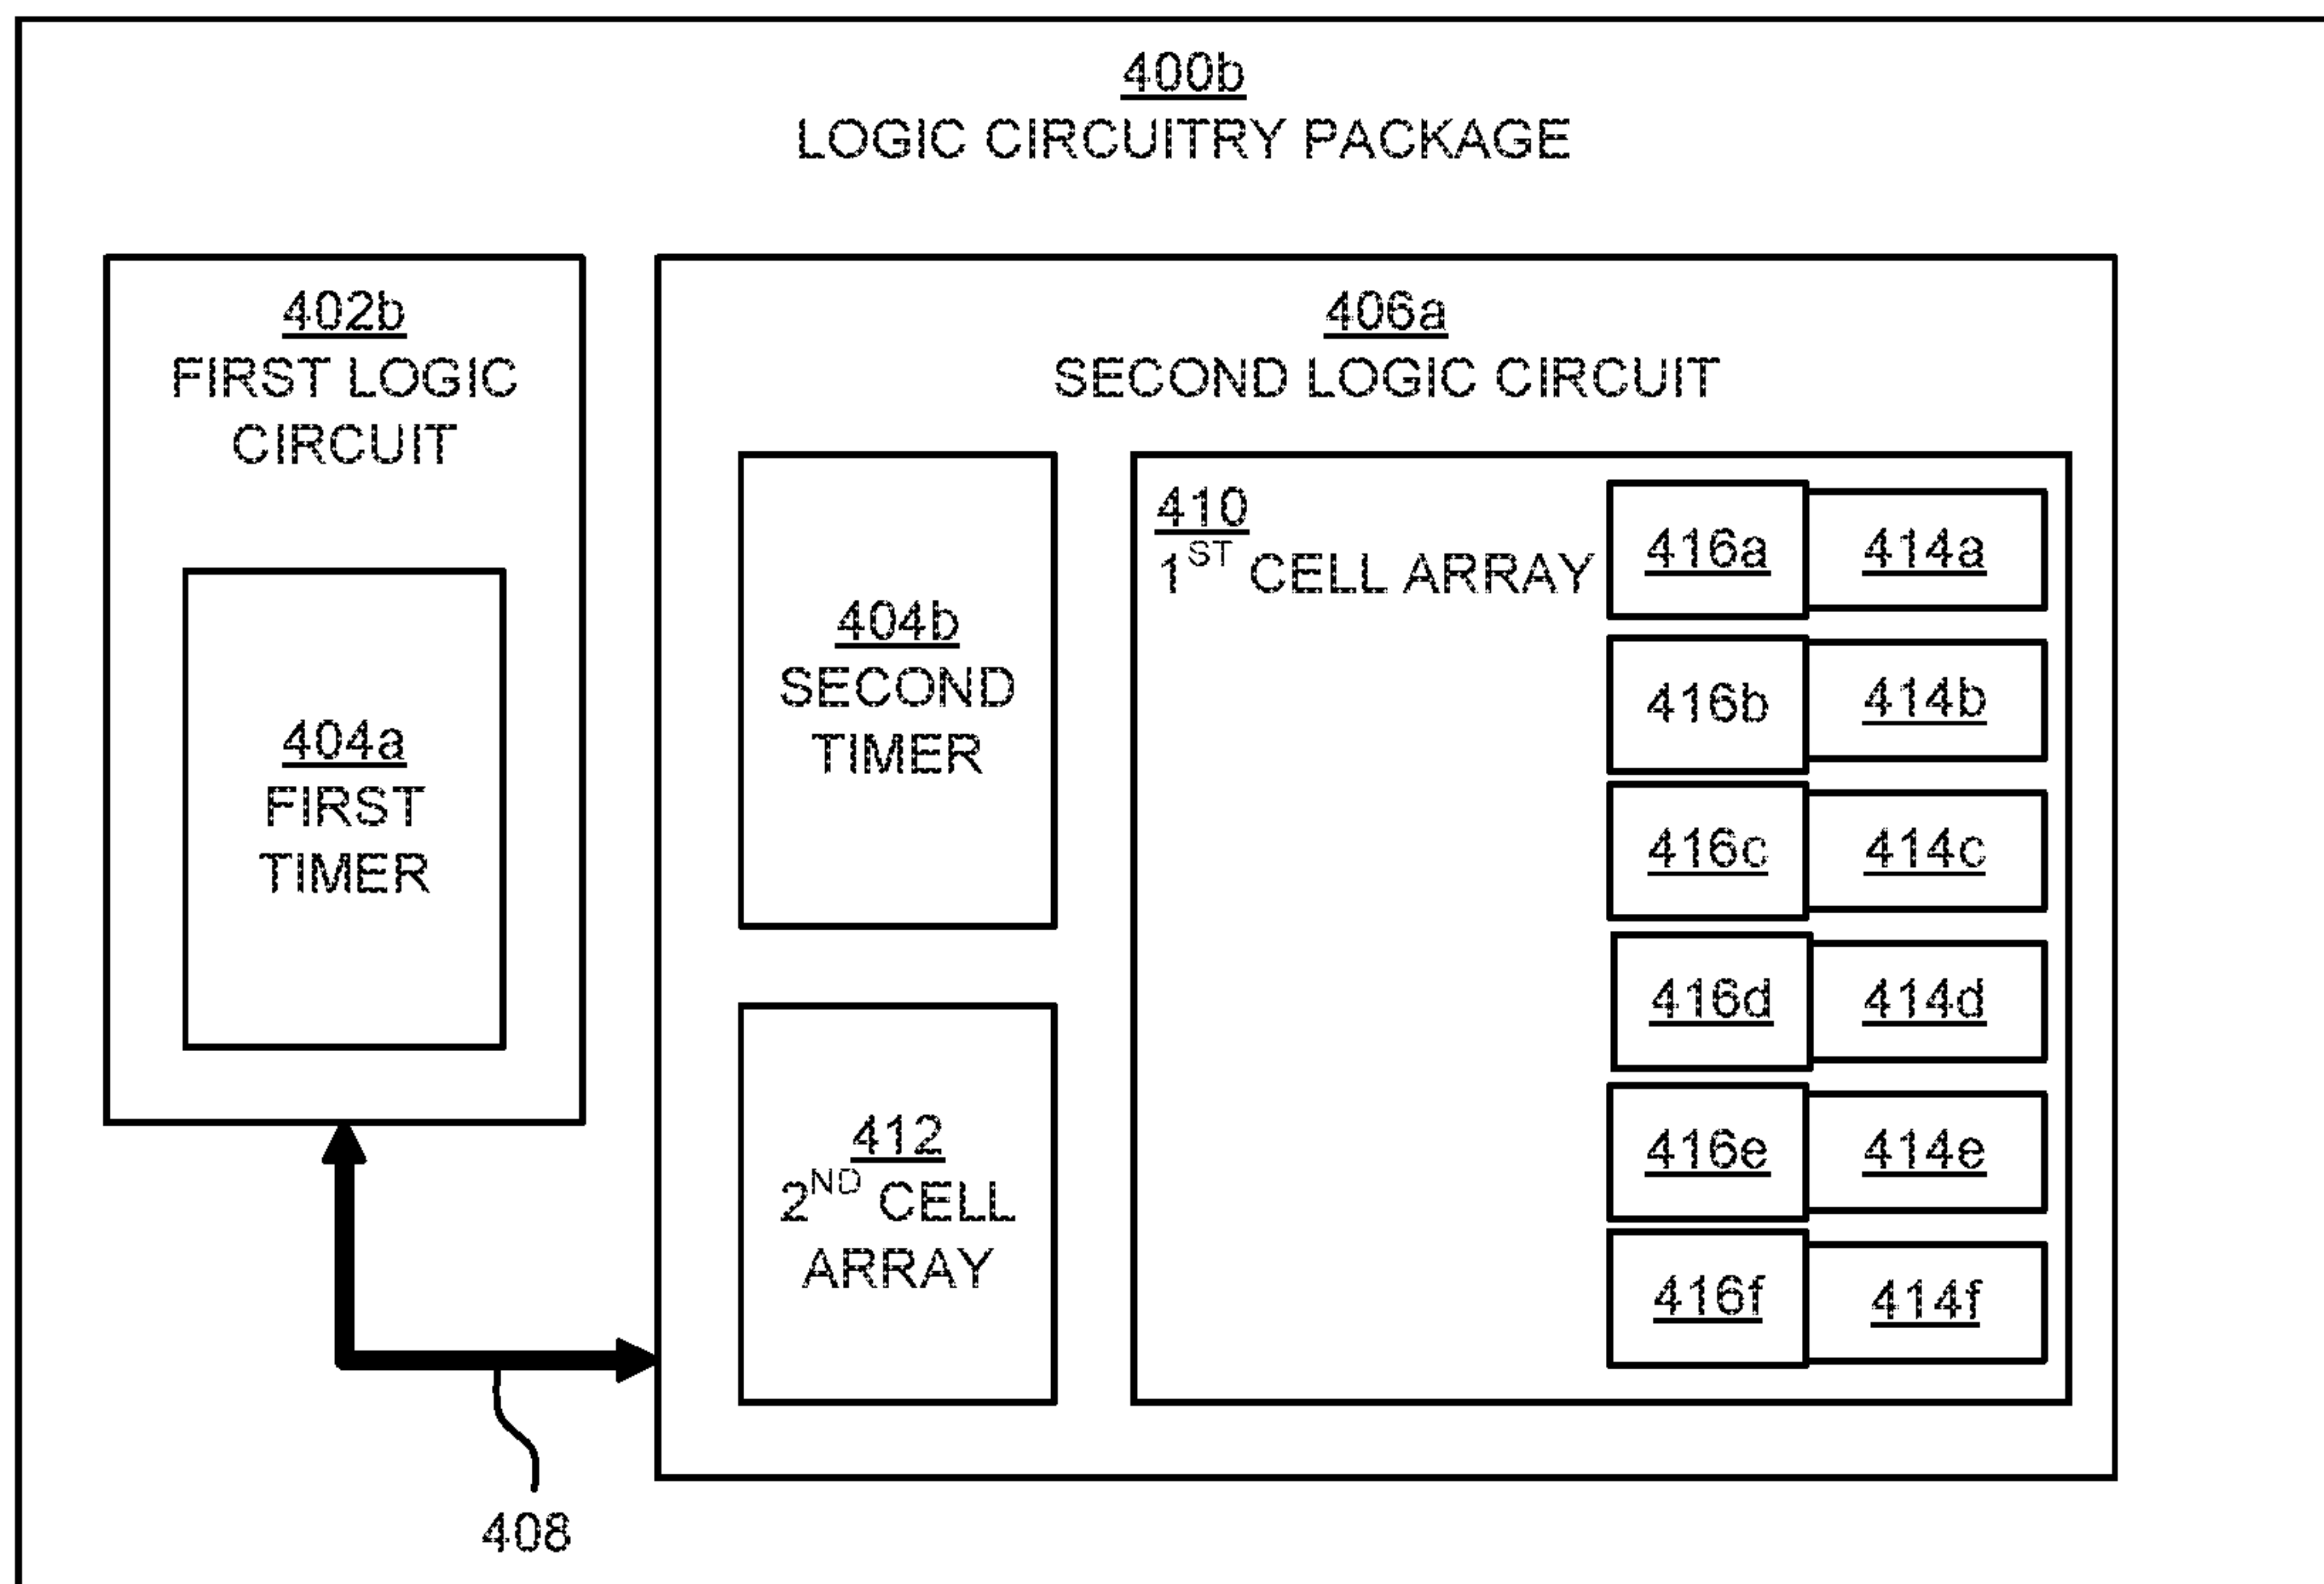 400b
LOGIC CIRCUITRY PACKAGE
402b
FIRST LOGIC
CIRCUIT
404a
FIRST
TIMER
406a
SECOND LOGIC CIRCUIT
404b
SECOND
TIMER
412
2ND CELL
ARRAY
410
1ST CELL ARRAY
416a 414a
416b 414b
416c 414c
416d 414d
416e 414e
416f 414f
408